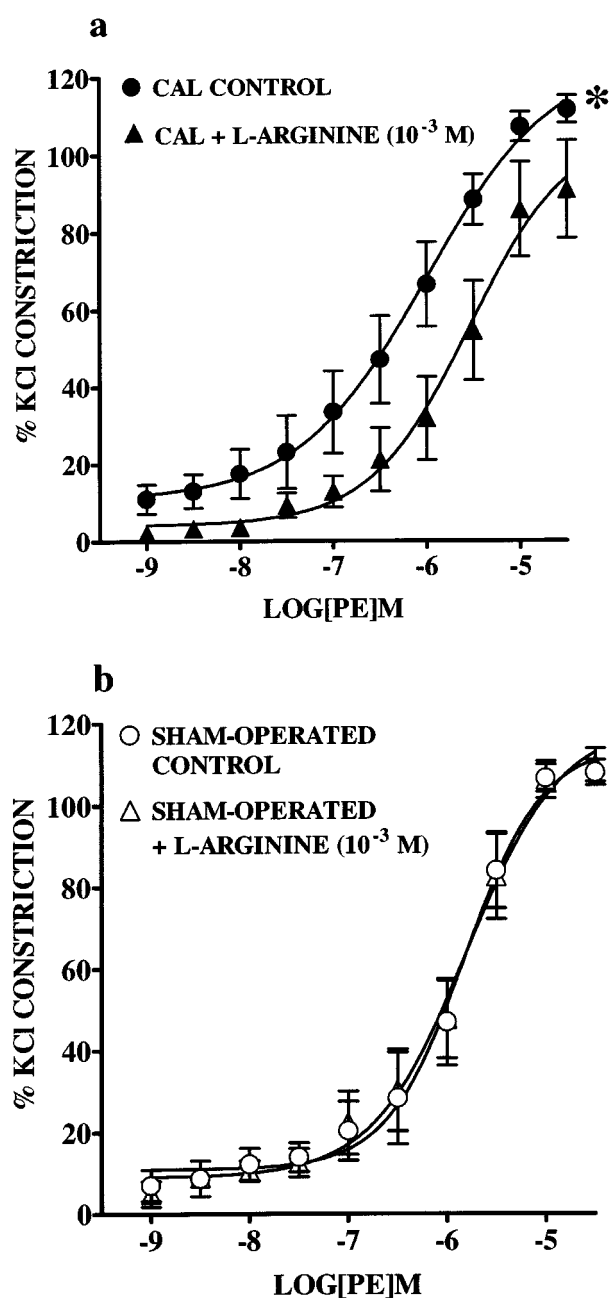 a
120
100
80
60
40
20
0
% KCl CONSTRICTION
● CAL CONTROL
▲ CAL + L-ARGININE (10⁻³ M)
*
-9 -8 -7 -6 -5
LOG[PE]M
b
120
100
80
60
40
20
0
% KCl CONSTRICTION
○ SHAM-OPERATED
CONTROL
△ SHAM-OPERATED
+ L-ARGININE (10⁻³ M)
-9 -8 -7 -6 -5
LOG[PE]M